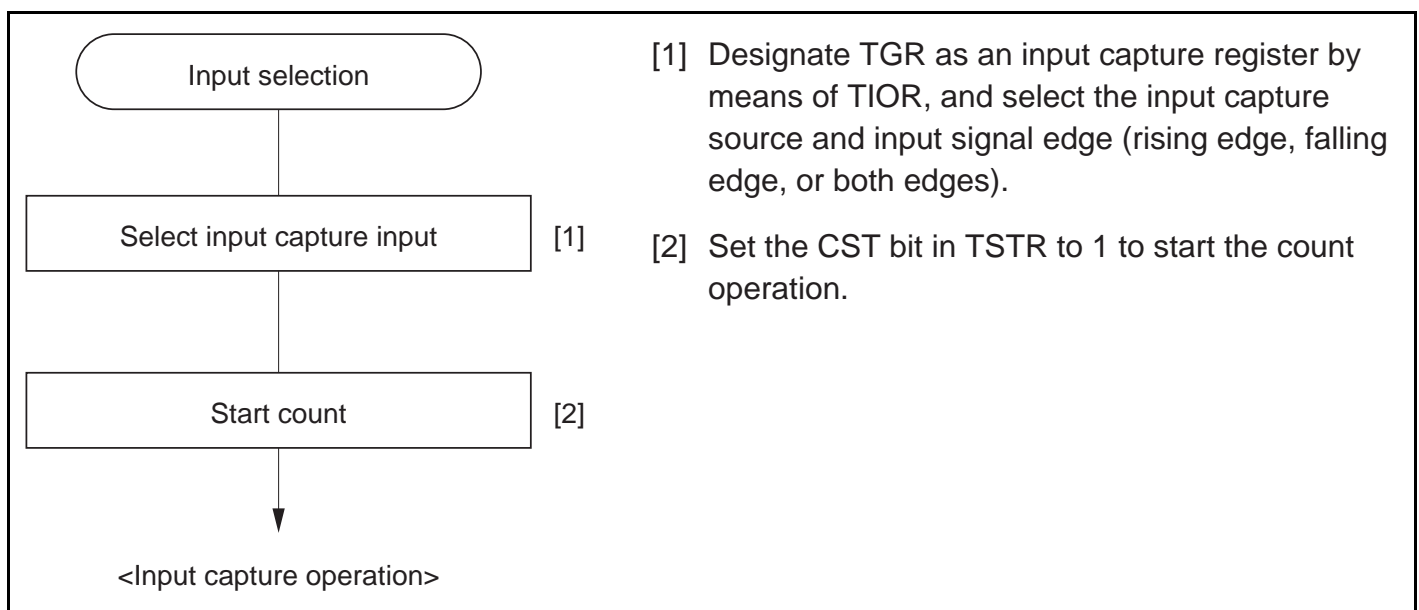 Input selection
Select input capture input [1]
Start count [2]
<Input capture operation>
[1] Designate TGR as an input capture register by
means of TIOR, and select the input capture
source and input signal edge (rising edge, falling
edge, or both edges).
[2] Set the CST bit in TSTR to 1 to start the count
operation.